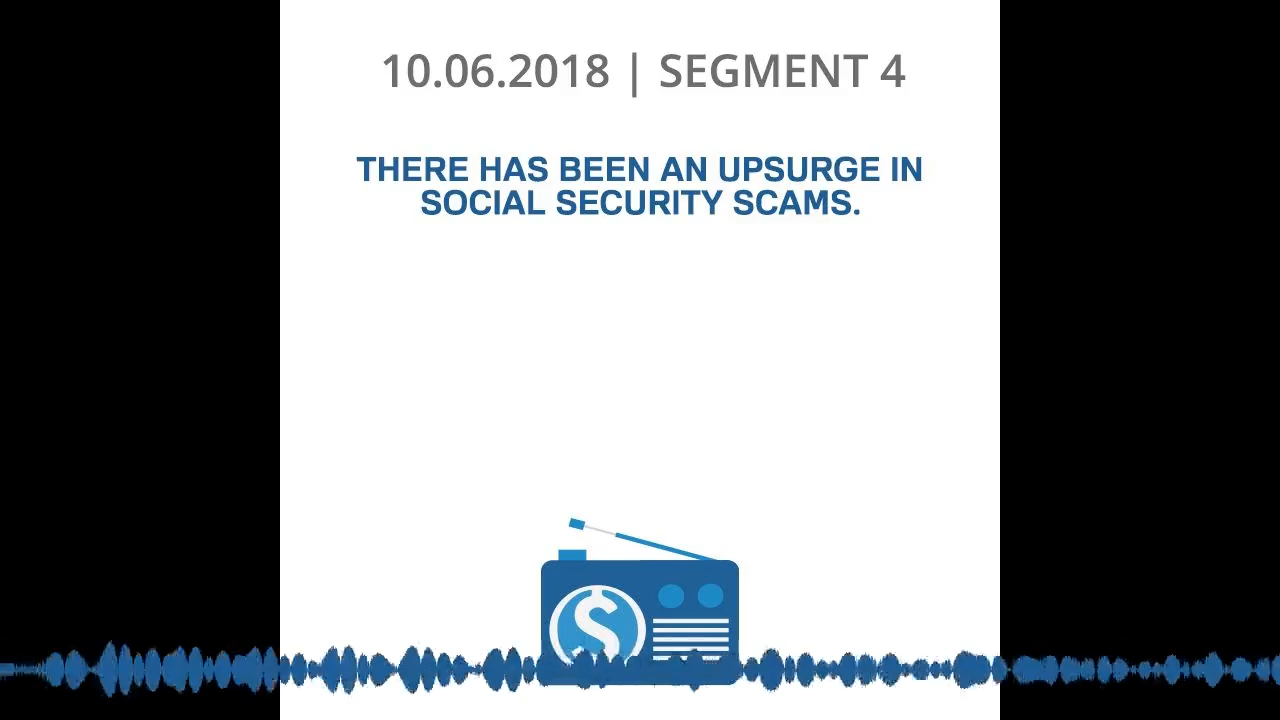 10.06.2018 | SEGMENT 4
THERE HAS BEEN AN UPSURGE IN
SOCIAL SECURITY SCAMS.